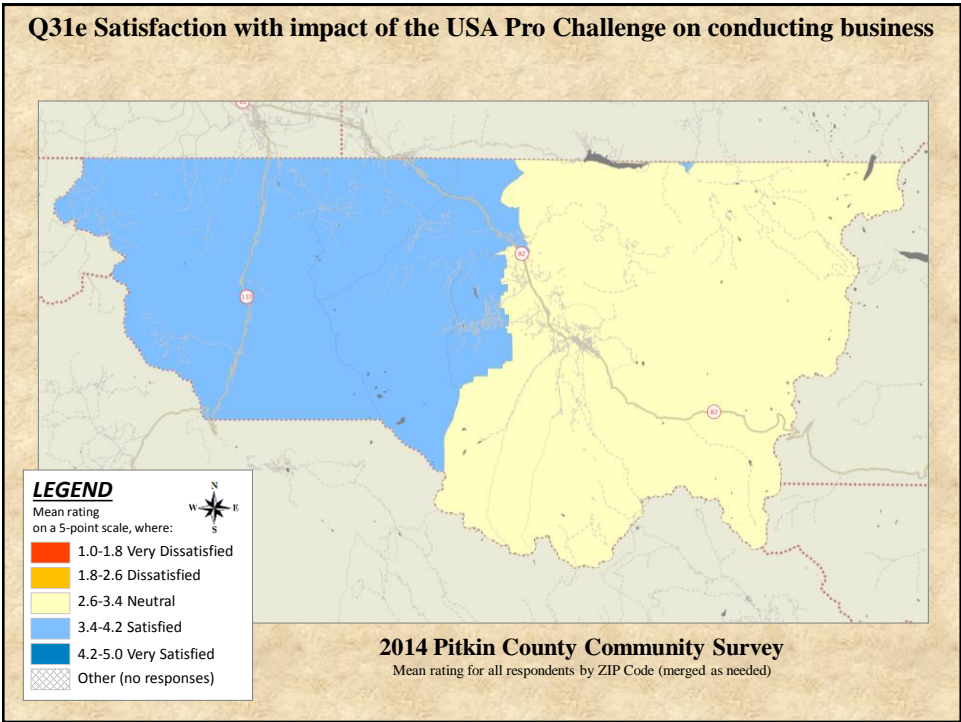 Q31e Satisfaction with impact of the USA Pro Challenge on conducting business
82
133
82
82
LEGEND
Mean rating
on a 5-point scale, where:
N
W E
S
1.0-1.8 Very Dissatisfied
1.8-2.6 Dissatisfied
2.6-3.4 Neutral
3.4-4.2 Satisfied
4.2-5.0 Very Satisfied
Other (no responses)
2014 Pitkin County Community Survey
Mean rating for all respondents by ZIP Code (merged as needed)